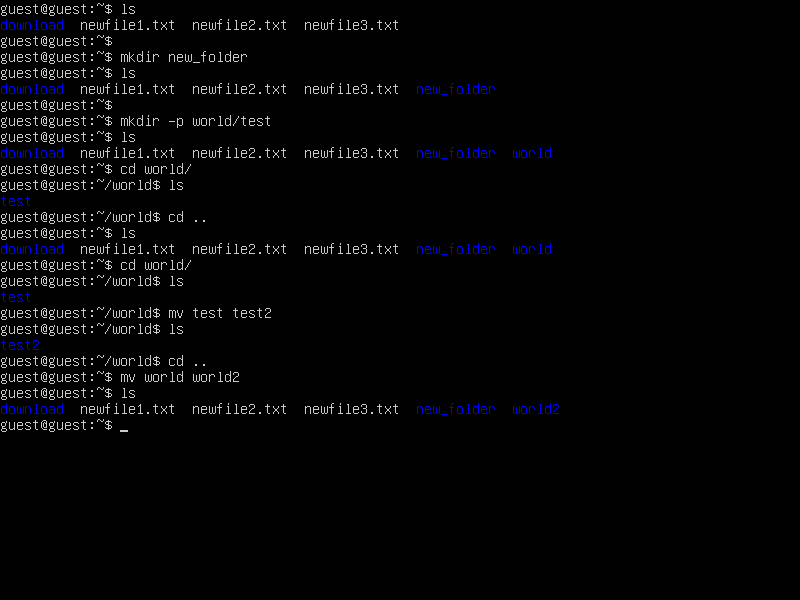 guest@guest:~$ ls
download  newfile1.txt  newfile2.txt  newfile3.txt
guest@guest:~$
guest@guest:~$ mkdir new_folder
guest@guest:~$ ls
download  newfile1.txt  newfile2.txt  newfile3.txt  new_folder
guest@guest:~$
guest@guest:~$ mkdir -p world/test
guest@guest:~$ ls
download  newfile1.txt  newfile2.txt  newfile3.txt  new_folder  world
guest@guest:~$ cd world/
guest@guest:~/world$ ls
test
guest@guest:~/world$ cd ..
guest@guest:~$ ls
download  newfile1.txt  newfile2.txt  newfile3.txt  new_folder  world
guest@guest:~$ cd world/
guest@guest:~/world$ ls
test
guest@guest:~/world$ mv test test2
guest@guest:~/world$ ls
test2
guest@guest:~/world$ cd ..
guest@guest:~$ mv world world2
guest@guest:~$ ls
download  newfile1.txt  newfile2.txt  newfile3.txt  new_folder  world2
guest@guest:~$ _